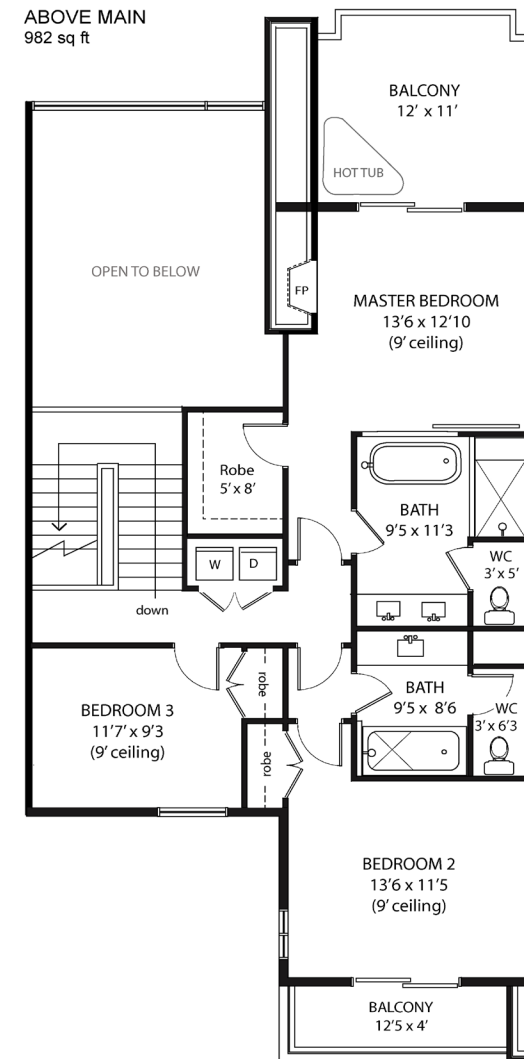 ABOVE MAIN
982 sq ft
BALCONY
12' x 11'
HOT TUB
OPEN TO BELOW
FP
MASTER BEDROOM
13'6 x 12'10
(9' ceiling)
Robe
5' x 8'
BATH
9'5 x 11'3
WC
3' x 5'
W
D
down
robe
BEDROOM 3
11'7' x 9'3
(9' ceiling)
BATH
9'5 x 8'6
WC
3' x 6'3
robe
BEDROOM 2
13'6 x 11'5
(9' ceiling)
BALCONY
12'5 x 4'